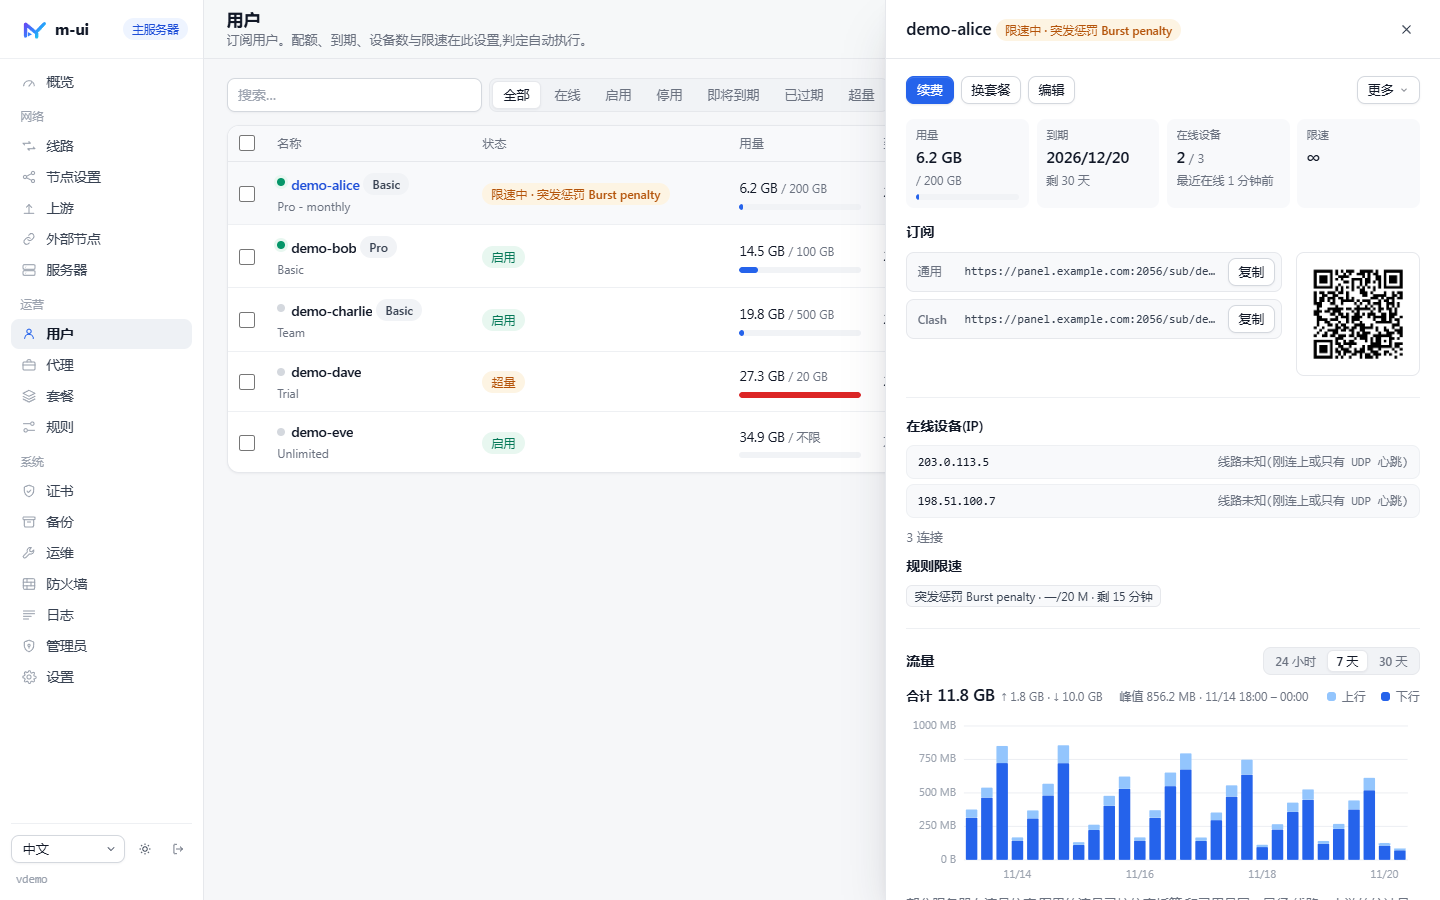 m-ui
主服务器
概览
网络
线路
节点设置
上游
外部节点
服务器
运营
用户
代理
套餐
规则
系统
证书
备份
运维
防火墙
日志
管理员
设置
中文
vdemo
用户
订阅用户。配额、到期、设备数与限速在此设置,判定自动执行。
搜索...
全部 在线 启用 停用 即将到期 已过期 超量
名称 状态 用量
demo-alice Basic
Pro - monthly
限速中 · 突发惩罚 Burst penalty
6.2 GB / 200 GB
demo-bob Pro
Basic
启用
14.5 GB / 100 GB
demo-charlie Basic
Team
启用
19.8 GB / 500 GB
demo-dave
Trial
超量
27.3 GB / 20 GB
demo-eve
Unlimited
启用
34.9 GB / 不限
demo-alice 限速中 · 突发惩罚 Burst penalty
续费 换套餐 编辑 更多
用量
6.2 GB
/ 200 GB
到期
2026/12/20
剩 30 天
在线设备
2 / 3
最近在线 1 分钟前
限速
∞
订阅
通用 https://panel.example.com:2056/sub/de… 复制
Clash https://panel.example.com:2056/sub/de… 复制
在线设备(IP)
203.0.113.5 线路未知(刚连上或只有 UDP 心跳)
198.51.100.7 线路未知(刚连上或只有 UDP 心跳)
3 连接
规则限速
突发惩罚 Burst penalty · —/20 M · 剩 15 分钟
流量
24 小时 7 天 30 天
合计 11.8 GB ↑ 1.8 GB · ↓ 10.0 GB 峰值 856.2 MB · 11/14 18:00 – 00:00 上行 下行
1000 MB
750 MB
500 MB
250 MB
0 B
11/14 11/16 11/18 11/20